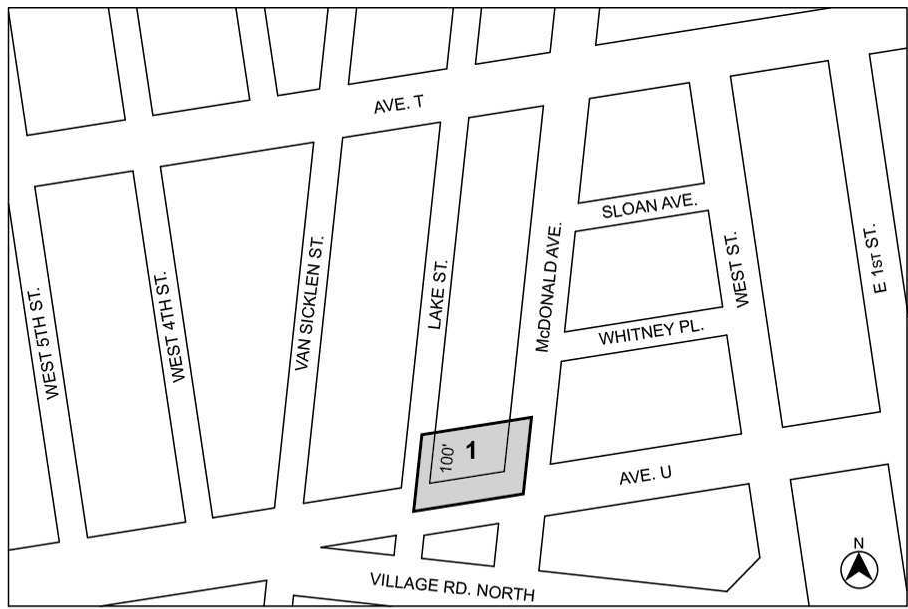 AVE. T
SLOAN AVE.
McDONALD AVE.
WEST ST.
E 1ST ST.
VAN SICKLEN ST.
LAKE ST.
WEST 4TH ST.
WEST 5TH ST.
WHITNEY PL.
100'
1
AVE. U
N
VILLAGE RD. NORTH